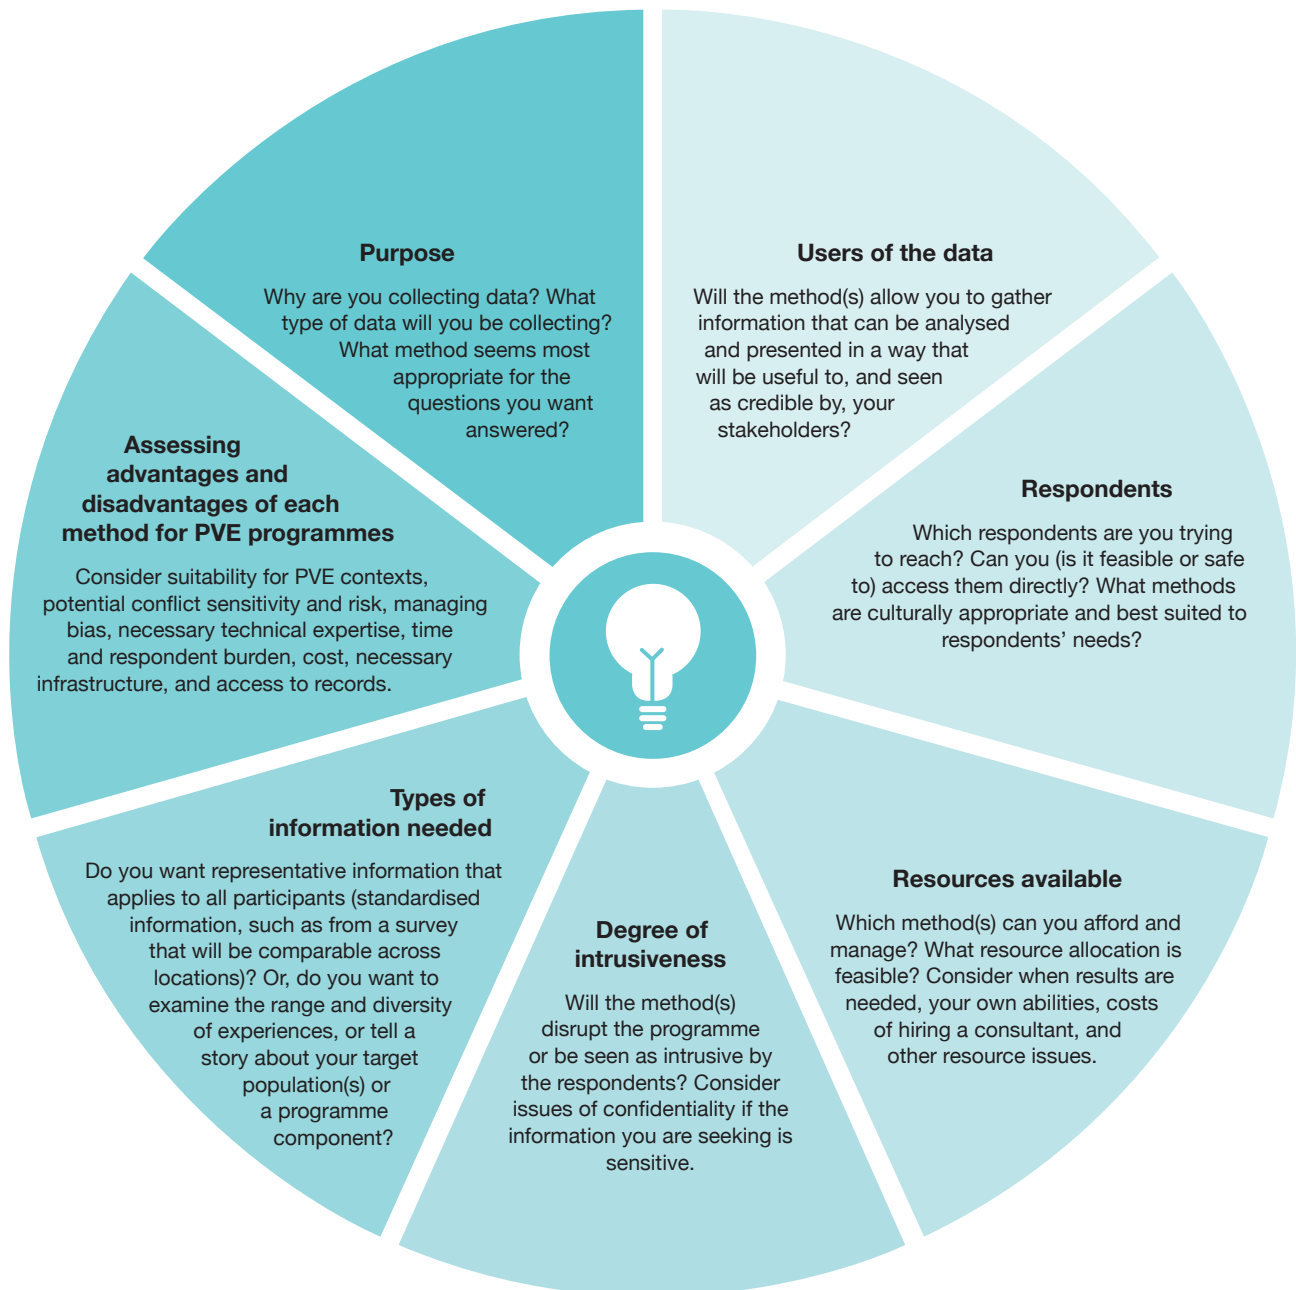 Purpose
Why are you collecting data? What
type of data will you be collecting?
What method seems most
appropriate for the
questions you want
answered?
Users of the data
Will the method(s) allow you to gather
information that can be analysed
and presented in a way that
will be useful to, and seen
as credible by, your
stakeholders?
Respondents
Which respondents are you trying
to reach? Can you (is it feasible or safe
to) access them directly? What methods
are culturally appropriate and best suited to
respondents’ needs?
Resources available
Which method(s) can you afford and
manage? What resource allocation is
feasible? Consider when results are
needed, your own abilities, costs
of hiring a consultant, and
other resource issues.
Degree of
intrusiveness
Will the method(s)
disrupt the programme
or be seen as intrusive by
the respondents? Consider
issues of confidentiality if the
information you are seeking is
sensitive.
Types of
information needed
Do you want representative information that
applies to all participants (standardised
information, such as from a survey
that will be comparable across
locations)? Or, do you want to
examine the range and diversity
of experiences, or tell a
story about your target
population(s) or
a programme
component?
Assessing
advantages and
disadvantages of each
method for PVE programmes
Consider suitability for PVE contexts,
potential conflict sensitivity and risk, managing
bias, necessary technical expertise, time
and respondent burden, cost, necessary
infrastructure, and access to records.